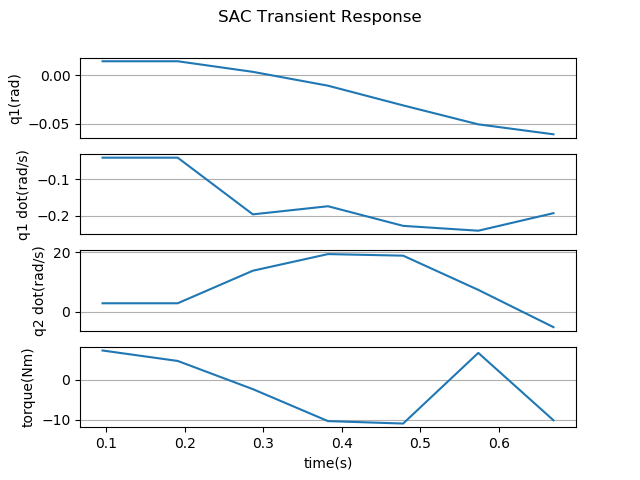 SAC Transient Response
0.00
−0.05
q1(rad)
−0.1
−0.2
q1 dot(rad/s)
20
0
q2 dot(rad/s)
0
−10
torque(Nm)
0.1 0.2 0.3 0.4 0.5 0.6
time(s)